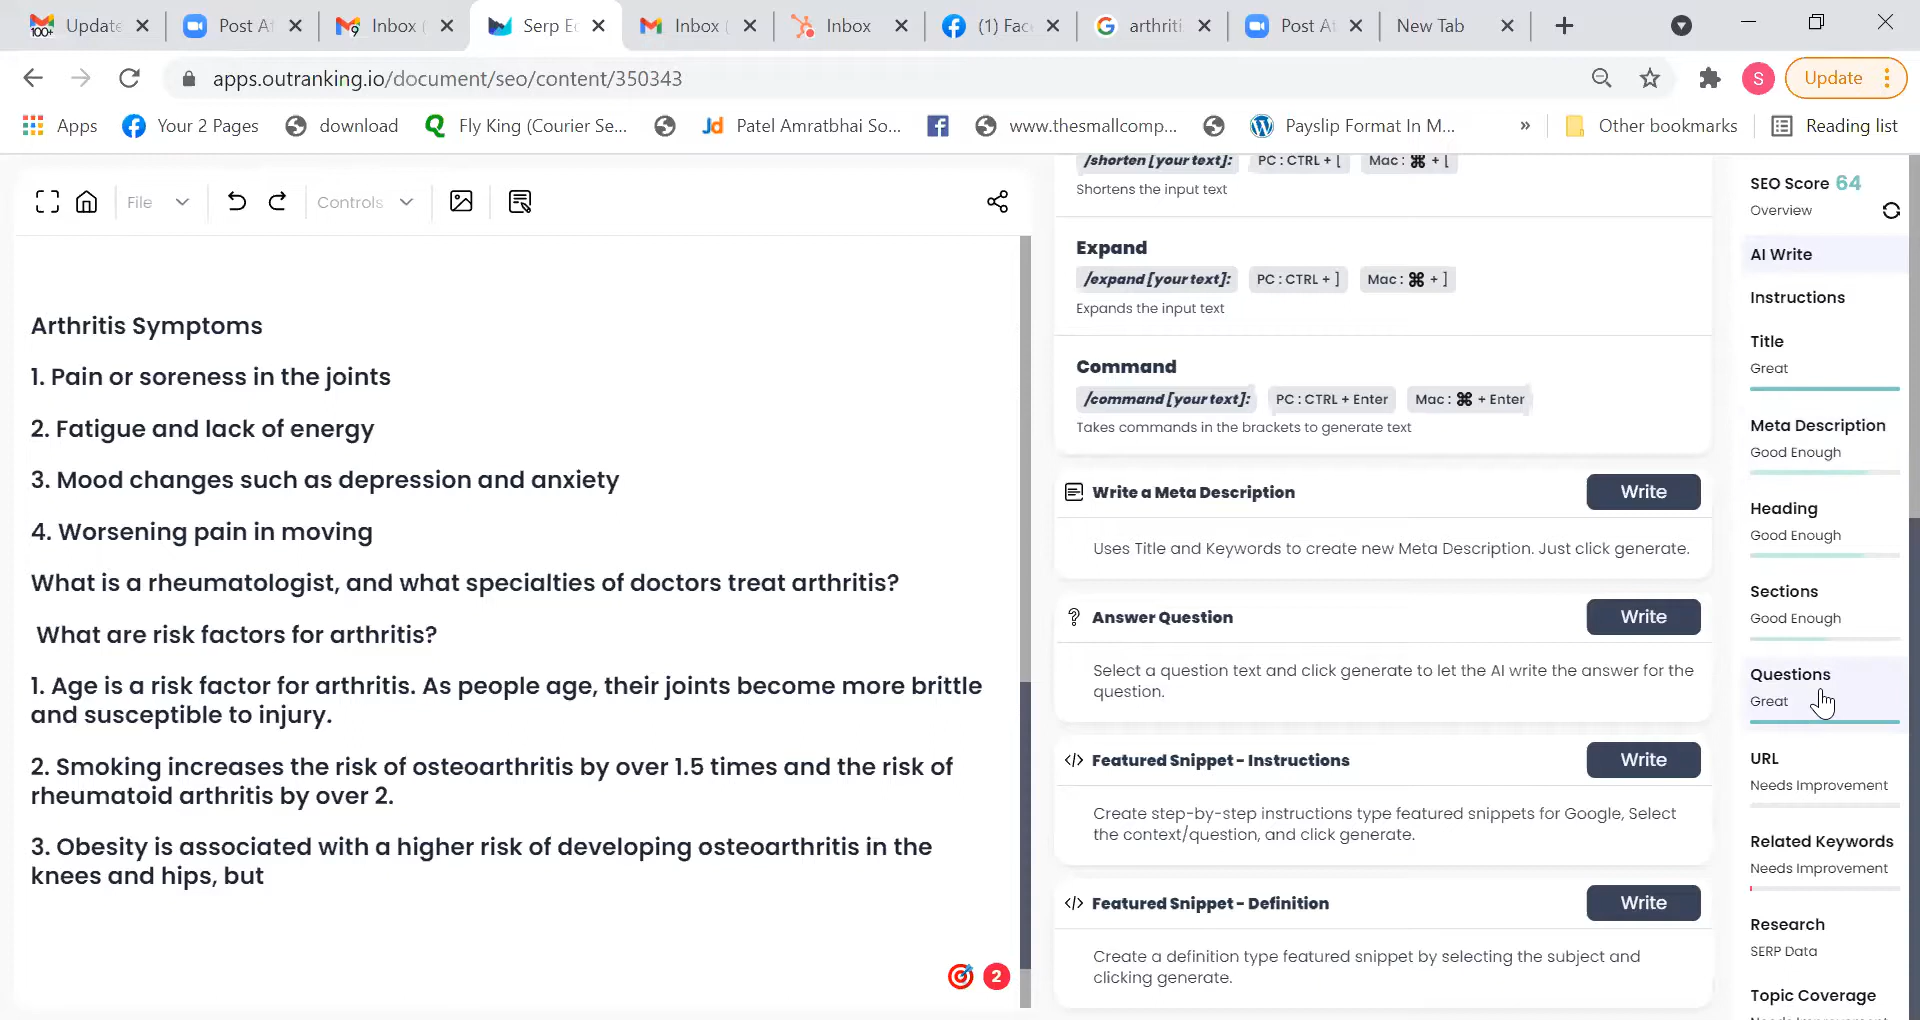 Update
Post At
Inbox (
Serp Ed
Inbox (
Inbox
(1) Fac
arthriti
Post At
New Tab
apps.outranking.io/document/seo/content/350343
S
Update
Apps
Your 2 Pages
download
Fly King (Courier Se...
Patel Amratbhai So...
www.thesmallcomp...
Payslip Format In M...
»
Other bookmarks
Reading list
File
Controls
Arthritis Symptoms
1. Pain or soreness in the joints
2. Fatigue and lack of energy
3. Mood changes such as depression and anxiety
4. Worsening pain in moving
What is a rheumatologist, and what specialties of doctors treat arthritis?
What are risk factors for arthritis?
1. Age is a risk factor for arthritis. As people age, their joints become more brittle
and susceptible to injury.
2. Smoking increases the risk of osteoarthritis by over 1.5 times and the risk of
rheumatoid arthritis by over 2.
3. Obesity is associated with a higher risk of developing osteoarthritis in the
knees and hips, but
2
/shorten [your text]: PC : CTRL + [ Mac : ⌘ + [
Shortens the input text
Expand
/expand [your text]: PC : CTRL + ] Mac : ⌘ + ]
Expands the input text
Command
/command [your text]: PC : CTRL + Enter Mac : ⌘ + Enter
Takes commands in the brackets to generate text
Write a Meta Description Write
Uses Title and Keywords to create new Meta Description. Just click generate.
Answer Question Write
Select a question text and click generate to let the AI write the answer for the
question.
Featured Snippet - Instructions Write
Create step-by-step instructions type featured snippets for Google, Select
the context/question, and click generate.
Featured Snippet - Definition Write
Create a definition type featured snippet by selecting the subject and
clicking generate.
SEO Score 64
Overview
AI Write
Instructions
Title
Great
Meta Description
Good Enough
Heading
Good Enough
Sections
Good Enough
Questions
Great
URL
Needs Improvement
Related Keywords
Needs Improvement
Research
SERP Data
Topic Coverage